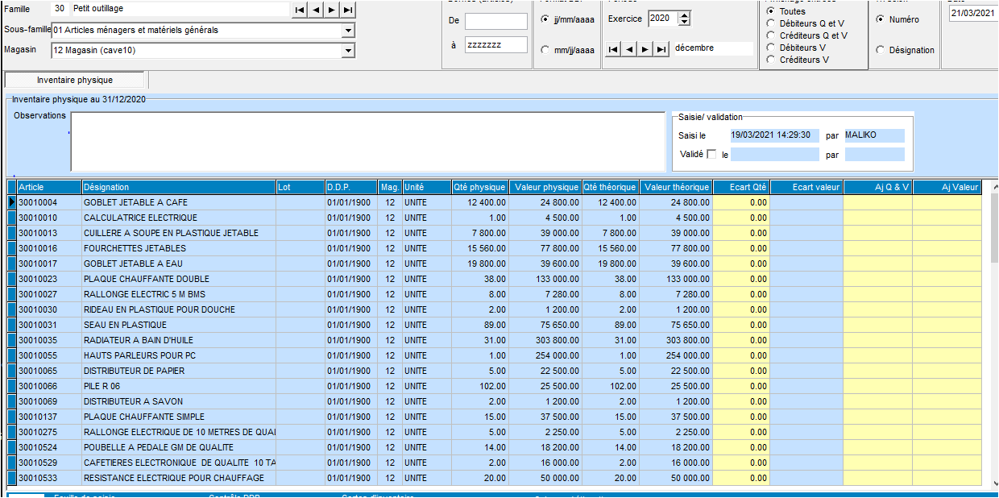 Famille 30 Petit outillage
Sous-famille 01 Articles ménagers et matériels générals
Magasin 12 Magasin (cave10)
De
à zzzzzzz
jj/mm/aaaa
mm/jj/aaaa
Exercice 2020
décembre
Toutes
Débiteurs Q et V
Créditeurs Q et V
Débiteurs V
Créditeurs V
Numéro
Désignation
21/03/2021
Inventaire physique
Inventaire physique au 31/12/2020
Observations
Saisie/ validation
Saisi le 19/03/2021 14:29:30 par MALIKO
Validé le par
Article Désignation Lot D.D.P. Mag. Unité Qté physique Valeur physique Qté théorique Valeur théorique Ecart Qté Ecart valeur Aj Q & V Aj Valeur
30010004 GOBLET JETABLE A CAFE 01/01/1900 12 UNITE 12 400.00 24 800.00 12 400.00 24 800.00 0.00
30010010 CALCULATRICE ELECTRIQUE 01/01/1900 12 UNITE 1.00 4 500.00 1.00 4 500.00 0.00
30010013 CUILLERE A SOUPE EN PLASTIQUE JETABLE 01/01/1900 12 UNITE 7 800.00 39 000.00 7 800.00 39 000.00 0.00
30010016 FOURCHETTES JETABLES 01/01/1900 12 UNITE 15 560.00 77 800.00 15 560.00 77 800.00 0.00
30010017 GOBLET JETABLE A EAU 01/01/1900 12 UNITE 19 800.00 39 600.00 19 800.00 39 600.00 0.00
30010023 PLAQUE CHAUFFANTE DOUBLE 01/01/1900 12 UNITE 38.00 133 000.00 38.00 133 000.00 0.00
30010027 RALLONGE ELECTRIC 5 M BMS 01/01/1900 12 UNITE 8.00 7 280.00 8.00 7 280.00 0.00
30010030 RIDEAU EN PLASTIQUE POUR DOUCHE 01/01/1900 12 UNITE 2.00 1 200.00 2.00 1 200.00 0.00
30010031 SEAU EN PLASTIQUE 01/01/1900 12 UNITE 89.00 75 650.00 89.00 75 650.00 0.00
30010035 RADIATEUR A BAIN D'HUILE 01/01/1900 12 UNITE 31.00 303 800.00 31.00 303 800.00 0.00
30010055 HAUTS PARLEURS POUR PC 01/01/1900 12 UNITE 1.00 254 000.00 1.00 254 000.00 0.00
30010065 DISTRIBUTEUR DE PAPIER 01/01/1900 12 UNITE 5.00 22 500.00 5.00 22 500.00 0.00
30010066 PILE R 06 01/01/1900 12 UNITE 102.00 25 500.00 102.00 25 500.00 0.00
30010069 DISTRIBUTEUR A SAVON 01/01/1900 12 UNITE 2.00 1 200.00 2.00 1 200.00 0.00
30010137 PLAQUE CHAUFFANTE SIMPLE 01/01/1900 12 UNITE 15.00 37 500.00 15.00 37 500.00 0.00
30010275 RALLONGE ELECTRIQUE DE 10 METRES DE QUAI 01/01/1900 12 UNITE 5.00 2 250.00 5.00 2 250.00 0.00
30010524 POUBELLE A PEDALE GM DE QUALITE 01/01/1900 12 UNITE 14.00 18 200.00 14.00 18 200.00 0.00
30010529 CAFETIERES ELECTRONIQUE DE QUALITE 10 TA 01/01/1900 12 UNITE 2.00 16 000.00 2.00 16 000.00 0.00
30010533 RESISTANCE ELECTRIQUE POUR CHAUFFAGE 01/01/1900 12 UNITE 20.00 50 000.00 20.00 50 000.00 0.00